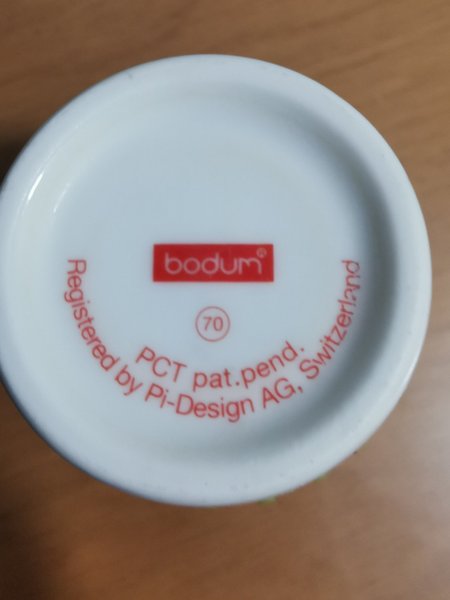 bodum®
70
PCT pat.pend.
Registered by Pi-Design AG, Switzerland